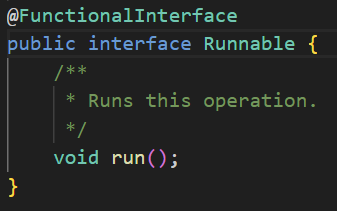 @FunctionalInterface
public interface Runnable {
    /**
     * Runs this operation.
     */
    void run();
}